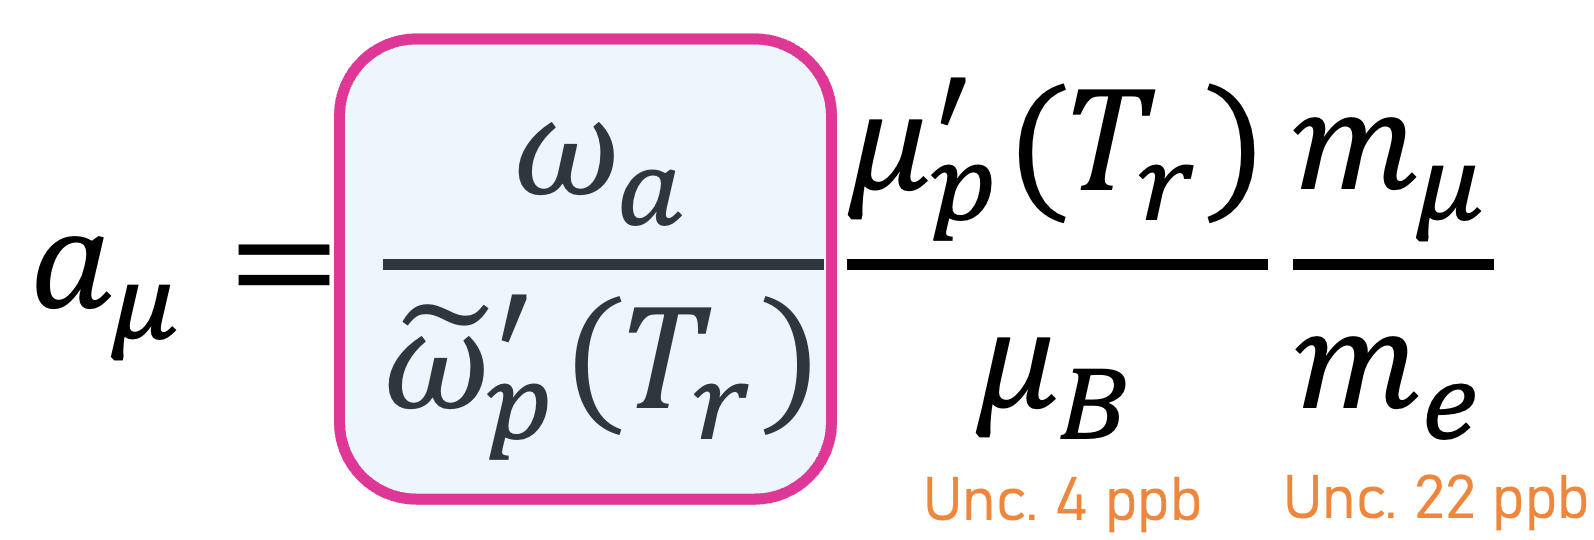 𝑎_μ = ω_a / ω̃′_p(T_r) μ′_p(T_r) / μ_B m_μ / m_e
Unc. 4 ppb Unc. 22 ppb